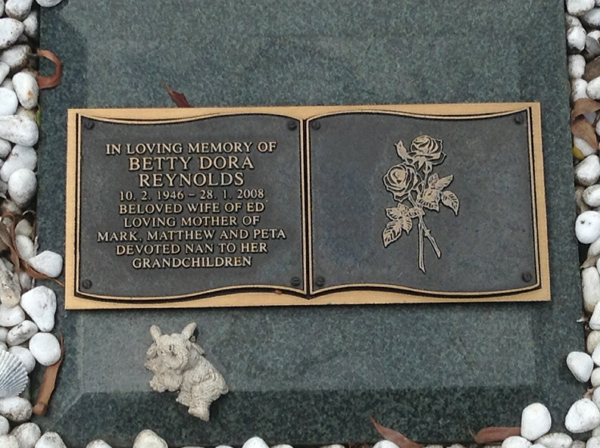 IN LOVING MEMORY OF
BETTY DORA
REYNOLDS
10. 2. 1946 – 28. 1. 2008
BELOVED WIFE OF ED
LOVING MOTHER OF
MARK, MATTHEW AND PETA
DEVOTED NAN TO HER
GRANDCHILDREN